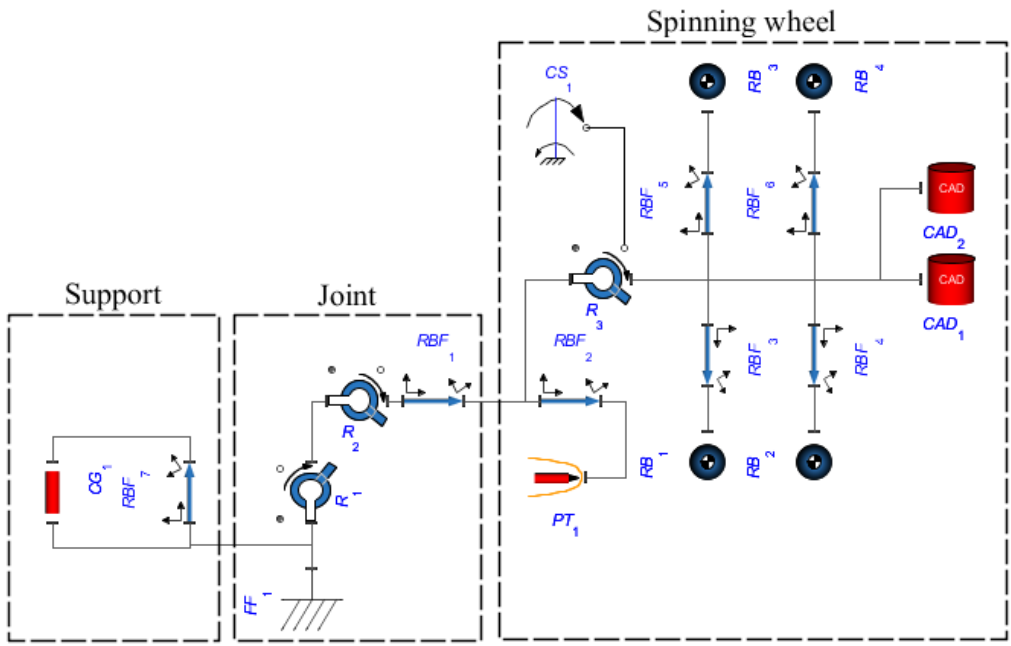 Spinning wheel
CS₁
RB₃
RB₄
RBF₅
RBF₆
CAD
CAD₂
CAD
CAD₁
R₃
Support
Joint
RBF₁
RBF₂
RBF₃
RBF₄
R₂
CG₁
RBF₇
R₁
RB₁
RB₂
PT₁
FF₁